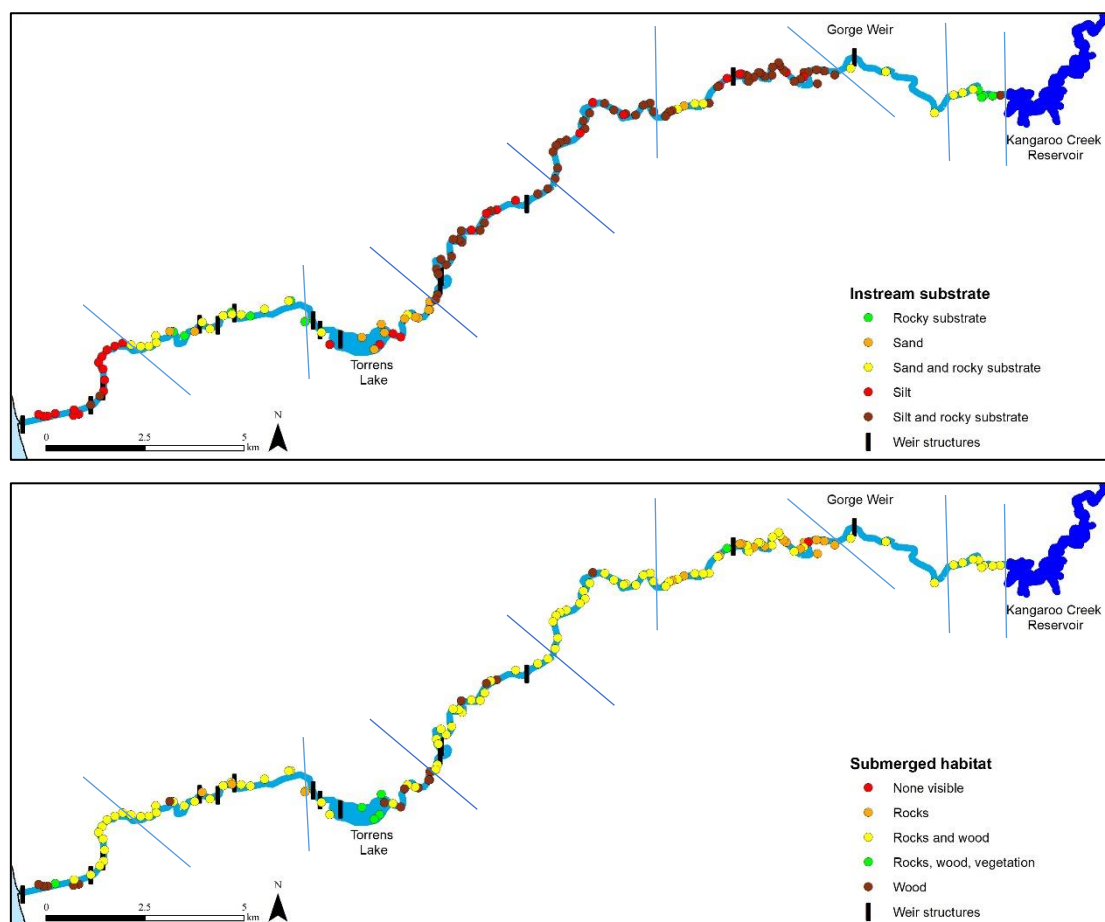 Gorge Weir
Kangaroo Creek
Reservoir
Torrens
Lake
Instream substrate
Rocky substrate
Sand
Sand and rocky substrate
Silt
Silt and rocky substrate
Weir structures
N
0
2.5
5
km
Gorge Weir
Kangaroo Creek
Reservoir
Torrens
Lake
Submerged habitat
None visible
Rocks
Rocks and wood
Rocks, wood, vegetation
Wood
Weir structures
N
0
2.5
5
km